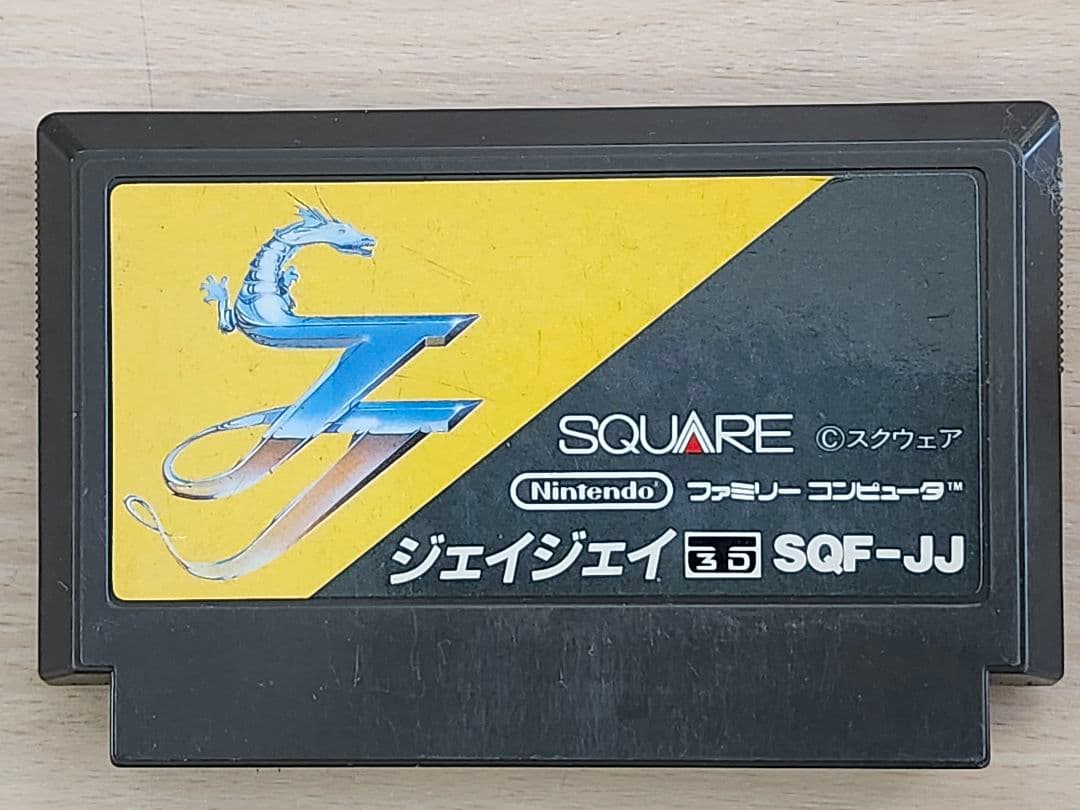 JJ
SQUARE ©スクウェア
Nintendo ファミリーコンピュータ™
ジェイジェイ 3D SQF-JJ